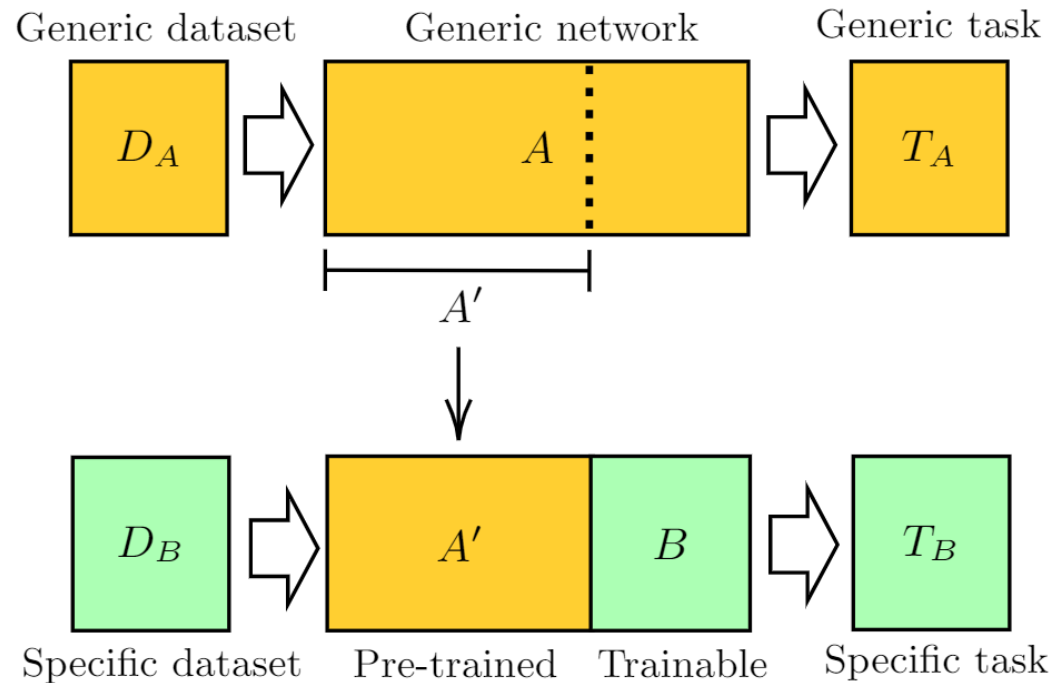 Generic dataset
Generic network
Generic task
D_A
A
T_A
A′
D_B
A′
B
T_B
Specific dataset
Pre-trained
Trainable
Specific task